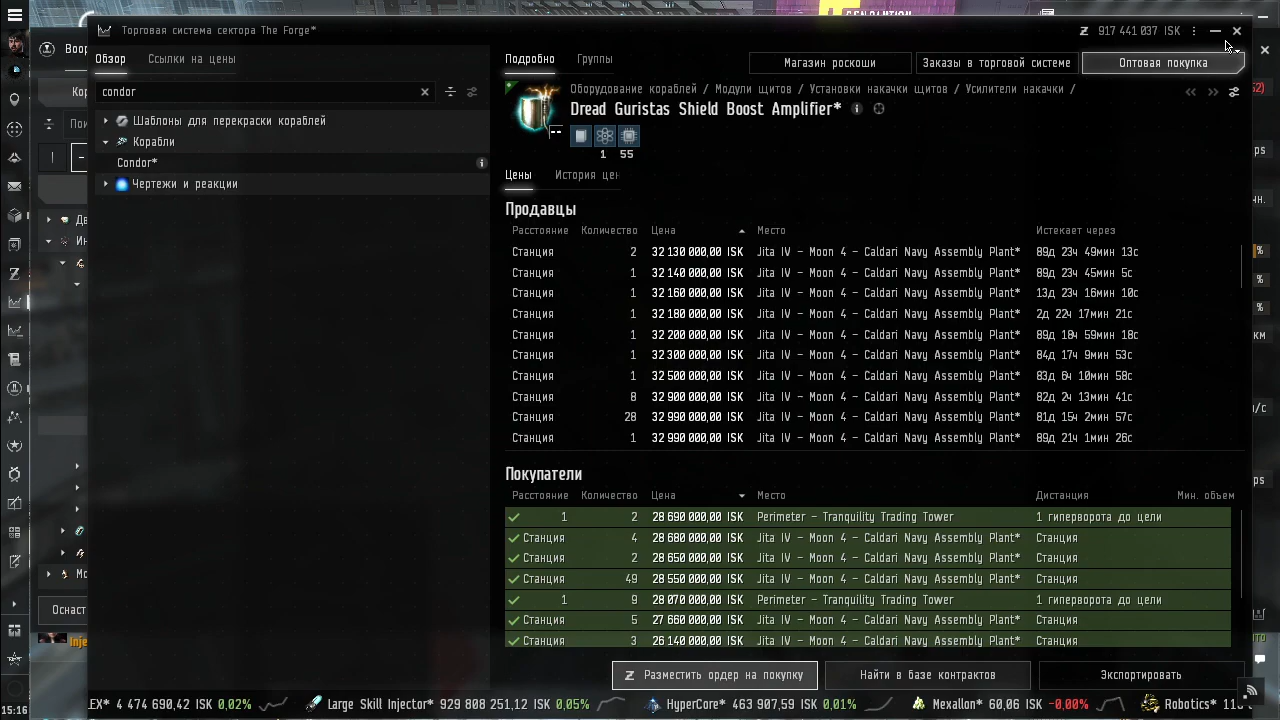 Торговая система сектора The Forge*
917 441 037 ISK
Обзор Ссылки на цены
Подробно Группы
Магазин роскоши Заказы в торговой системе Оптовая покупка
condor
Шаблоны для перекраски кораблей
Корабли
Condor*
Чертежи и реакции
Оборудование кораблей / Модули щитов / Установки накачки щитов / Усилители накачки /
Dread Guristas Shield Boost Amplifier*
1 55
Цены История цен
Продавцы
Расстояние Количество Цена Место Истекает через
Станция 2 32 130 000,00 ISK Jita IV - Moon 4 - Caldari Navy Assembly Plant* 89д 23ч 49мин 13с
Станция 1 32 140 000,00 ISK Jita IV - Moon 4 - Caldari Navy Assembly Plant* 89д 23ч 45мин 5с
Станция 1 32 160 000,00 ISK Jita IV - Moon 4 - Caldari Navy Assembly Plant* 13д 23ч 16мин 10с
Станция 1 32 180 000,00 ISK Jita IV - Moon 4 - Caldari Navy Assembly Plant* 2д 22ч 17мин 21с
Станция 1 32 200 000,00 ISK Jita IV - Moon 4 - Caldari Navy Assembly Plant* 89д 18ч 59мин 18с
Станция 1 32 300 000,00 ISK Jita IV - Moon 4 - Caldari Navy Assembly Plant* 84д 17ч 9мин 53с
Станция 1 32 500 000,00 ISK Jita IV - Moon 4 - Caldari Navy Assembly Plant* 83д 6ч 10мин 58с
Станция 8 32 900 000,00 ISK Jita IV - Moon 4 - Caldari Navy Assembly Plant* 82д 2ч 13мин 41с
Станция 28 32 990 000,00 ISK Jita IV - Moon 4 - Caldari Navy Assembly Plant* 81д 15ч 2мин 57с
Станция 1 32 990 000,00 ISK Jita IV - Moon 4 - Caldari Navy Assembly Plant* 89д 21ч 1мин 26с
Покупатели
Расстояние Количество Цена Место Дистанция Мин. объем
1 2 28 690 000,00 ISK Perimeter - Tranquility Trading Tower 1 гиперворота до цели
Станция 4 28 680 000,00 ISK Jita IV - Moon 4 - Caldari Navy Assembly Plant* Станция
Станция 2 28 650 000,00 ISK Jita IV - Moon 4 - Caldari Navy Assembly Plant* Станция
Станция 49 28 550 000,00 ISK Jita IV - Moon 4 - Caldari Navy Assembly Plant* Станция
1 9 28 070 000,00 ISK Perimeter - Tranquility Trading Tower 1 гиперворота до цели
Станция 5 27 660 000,00 ISK Jita IV - Moon 4 - Caldari Navy Assembly Plant* Станция
Станция 3 26 140 000,00 ISK Jita IV - Moon 4 - Caldari Navy Assembly Plant* Станция
Разместить ордер на покупку Найти в базе контрактов Экспортировать
15:16
LEX* 4 474 690,42 ISK 0,02% Large Skill Injector* 929 808 251,12 ISK 0,05% HyperCore* 463 907,59 ISK 0,01% Mexallon* 60,06 ISK -0,00% Robotics*